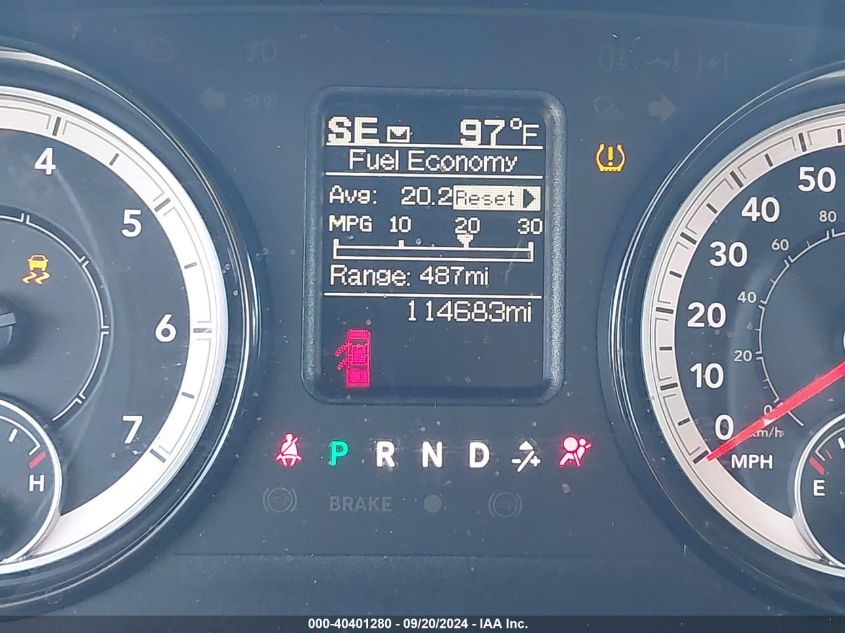 SE 97°F
Fuel Economy
Avg: 20.2 Reset
MPG 10 20 30
Range: 487mi
114683mi
4
5
6
7
H
P R N D
BRAKE
50
40
30
20
10
0
MPH
80
60
40
20
0
km/h
E
000-40401280 - 09/20/2024 - IAA Inc.